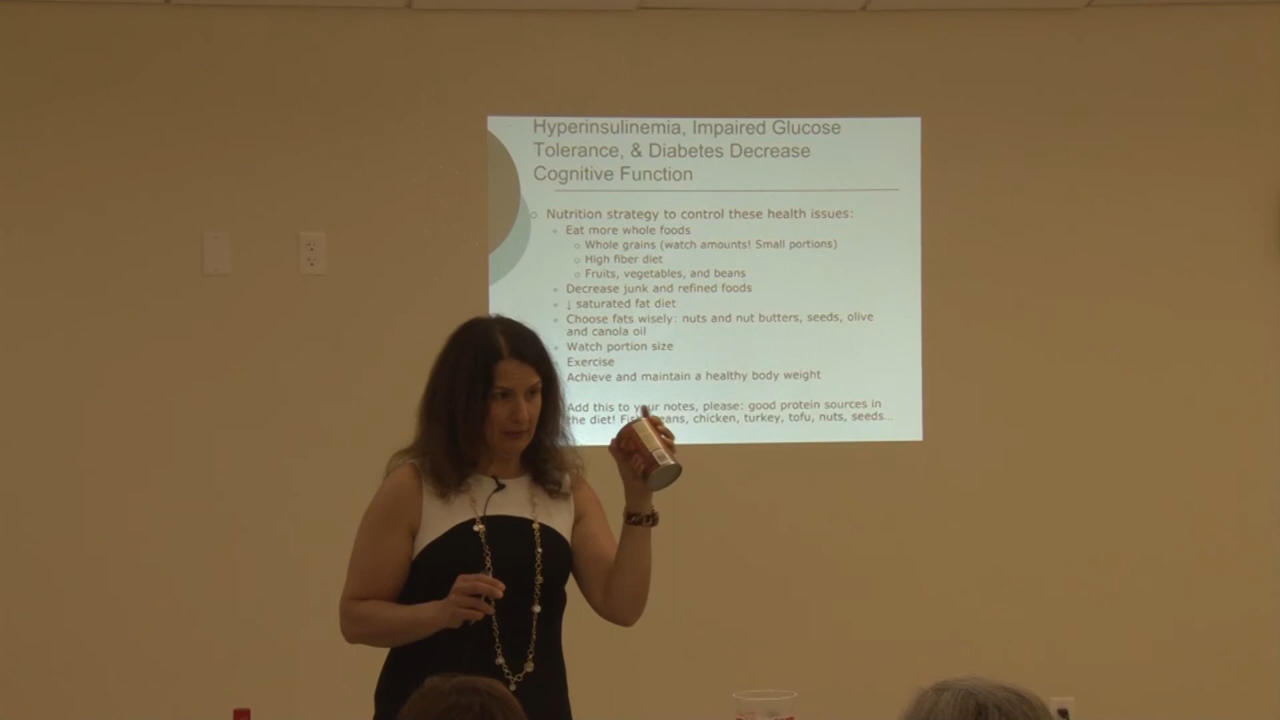 Hyperinsulinemia, Impaired Glucose
Tolerance, & Diabetes Decrease
Cognitive Function
Nutrition strategy to control these health issues:
Eat more whole foods
Whole grains (watch amounts! Small portions)
High fiber diet
Fruits, vegetables, and beans
Decrease junk and refined foods
↓ saturated fat diet
Choose fats wisely: nuts and nut butters, seeds, olive
and canola oil
Watch portion size
Exercise
Achieve and maintain a healthy body weight
Add this to your notes, please: good protein sources in
the diet! Fish, beans, chicken, turkey, tofu, nuts, seeds...